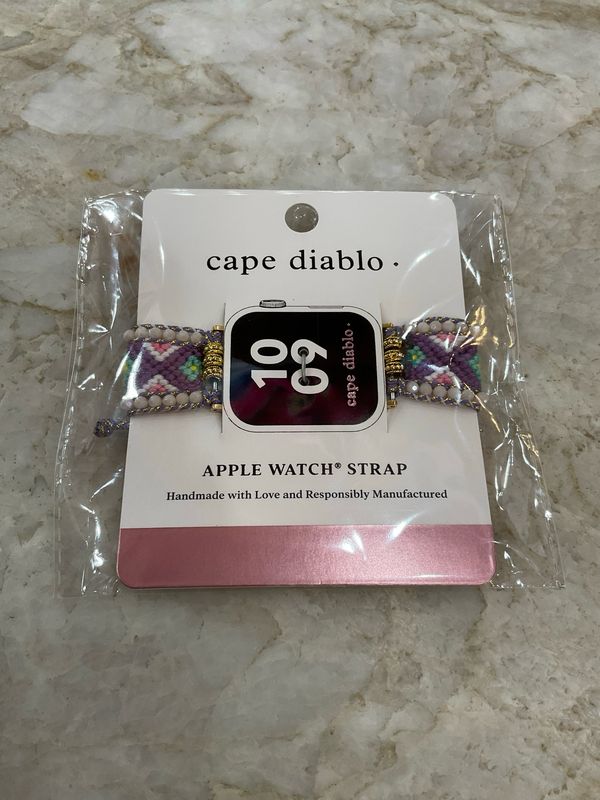 cape diablo·
10
09
cape diablo·
APPLE WATCH® STRAP
Handmade with Love and Responsibly Manufactured